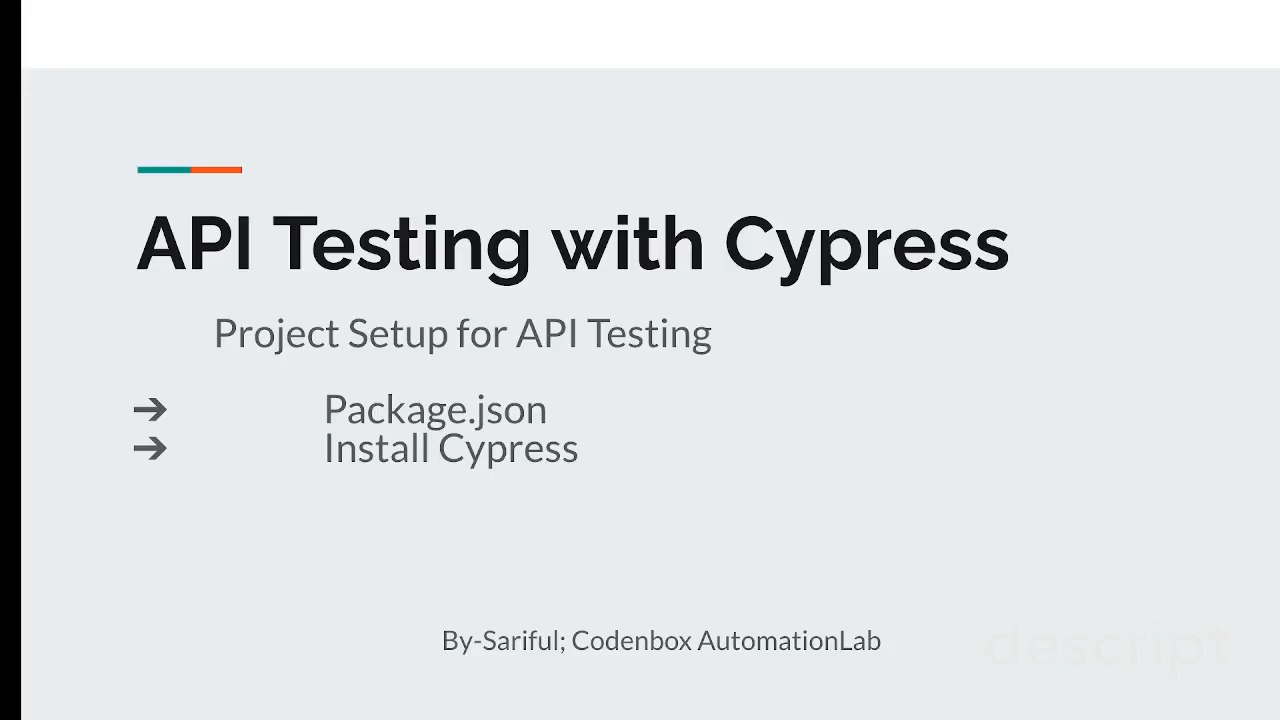 API Testing with Cypress
Project Setup for API Testing
➔ Package.json
➔ Install Cypress
By-Sariful; Codenbox AutomationLab
descript